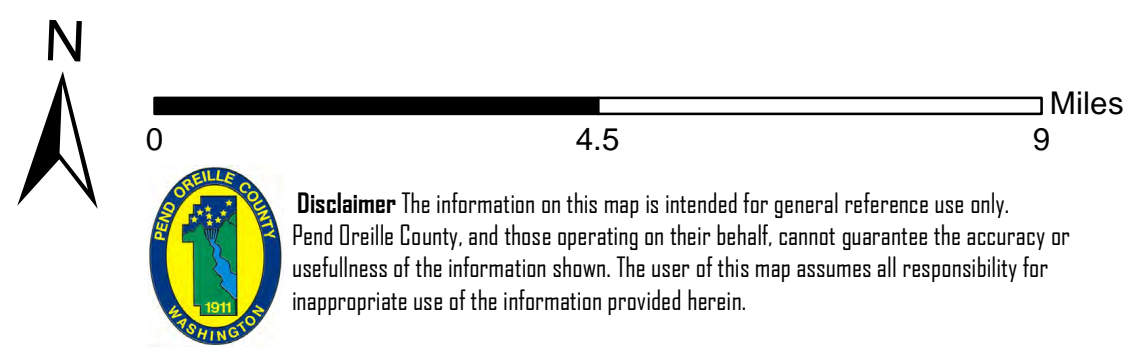 N
Miles
0 4.5 9
PEND OREILLE COUNTY
1911
WASHINGTON
Disclaimer The information on this map is intended for general reference use only.
Pend Oreille County, and those operating on their behalf, cannot guarantee the accuracy or
usefullness of the information shown. The user of this map assumes all responsibility for
inappropriate use of the information provided herein.